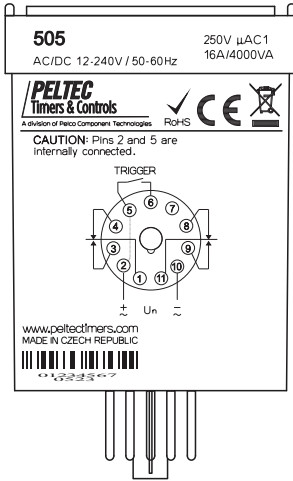 505
AC/DC 12-240V / 50-60Hz
250V µAC1
16A/4000VA
PELTEC
Timers & Controls
A division of Pelco Component Technologies
RoHS
CE
CAUTION: Pins 2 and 5 are
internally connected.
TRIGGER
5 6 7
4 8
3 9
2 10
1 11
+ ~ Un − ~
www.peltectimers.com
MADE IN CZECH REPUBLIC
01234567
0523